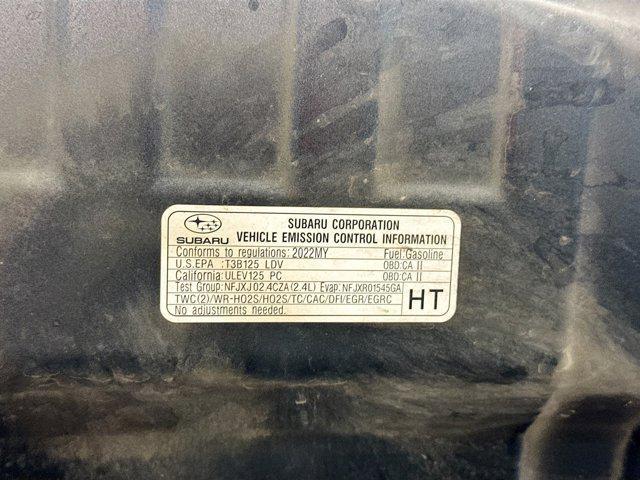 SUBARU CORPORATION
SUBARU VEHICLE EMISSION CONTROL INFORMATION
Conforms to regulations: 2022MY Fuel:Gasoline
U.S.EPA :T3B125 LDV OBD:CA II
California:ULEV125 PC OBD:CA II
Test Group:NFJXJ02.4CZA(2.4L) Evap: NFJXR01545GA
TWC(2)/WR-HO2S/HO2S/TC/CAC/DFI/EGR/EGRC
No adjustments needed.
HT